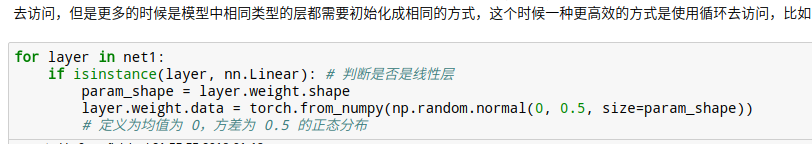 去访问，但是更多的时候是模型中相同类型的层都需要初始化成相同的方式，这个时候一种更高效的方式是使用循环去访问，比如
for layer in net1:
    if isinstance(layer, nn.Linear): # 判断是否是线性层
        param_shape = layer.weight.shape
        layer.weight.data = torch.from_numpy(np.random.normal(0, 0.5, size=param_shape))
        # 定义为均值为 0，方差为 0.5 的正态分布